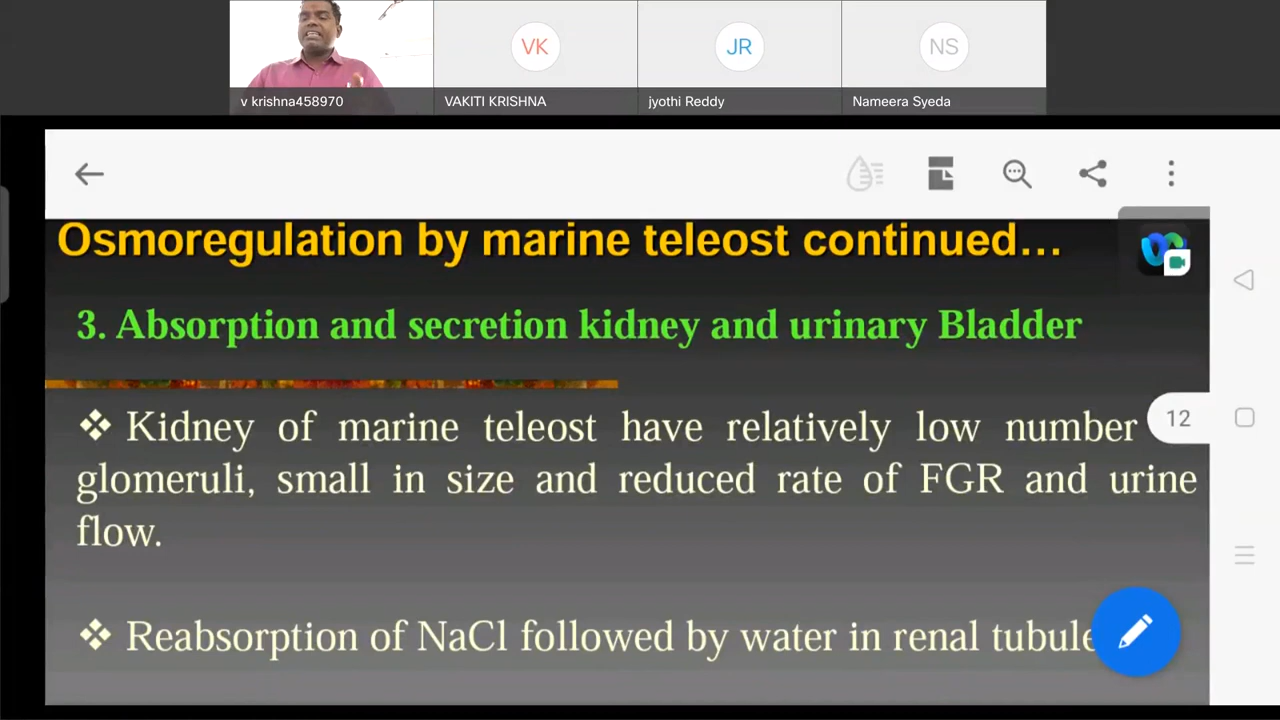 VK
JR
NS
v krishna458970
VAKITI KRISHNA
jyothi Reddy
Nameera Syeda
Osmoregulation by marine teleost continued...
3. Absorption and secretion kidney and urinary Bladder
❖ Kidney of marine teleost have relatively low number
12
glomeruli, small in size and reduced rate of FGR and urine
flow.
❖ Reabsorption of NaCl followed by water in renal tubule